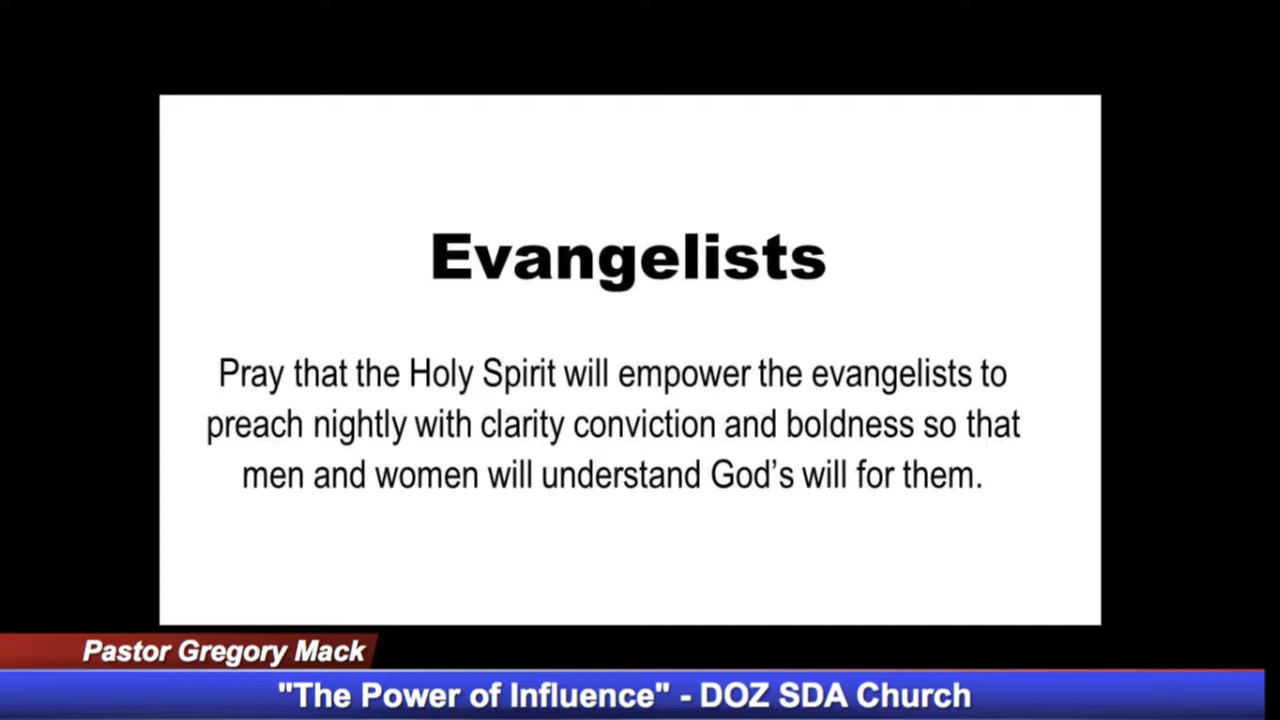 Evangelists
Pray that the Holy Spirit will empower the evangelists to
preach nightly with clarity conviction and boldness so that
men and women will understand God’s will for them.
Pastor Gregory Mack
"The Power of Influence" - DOZ SDA Church